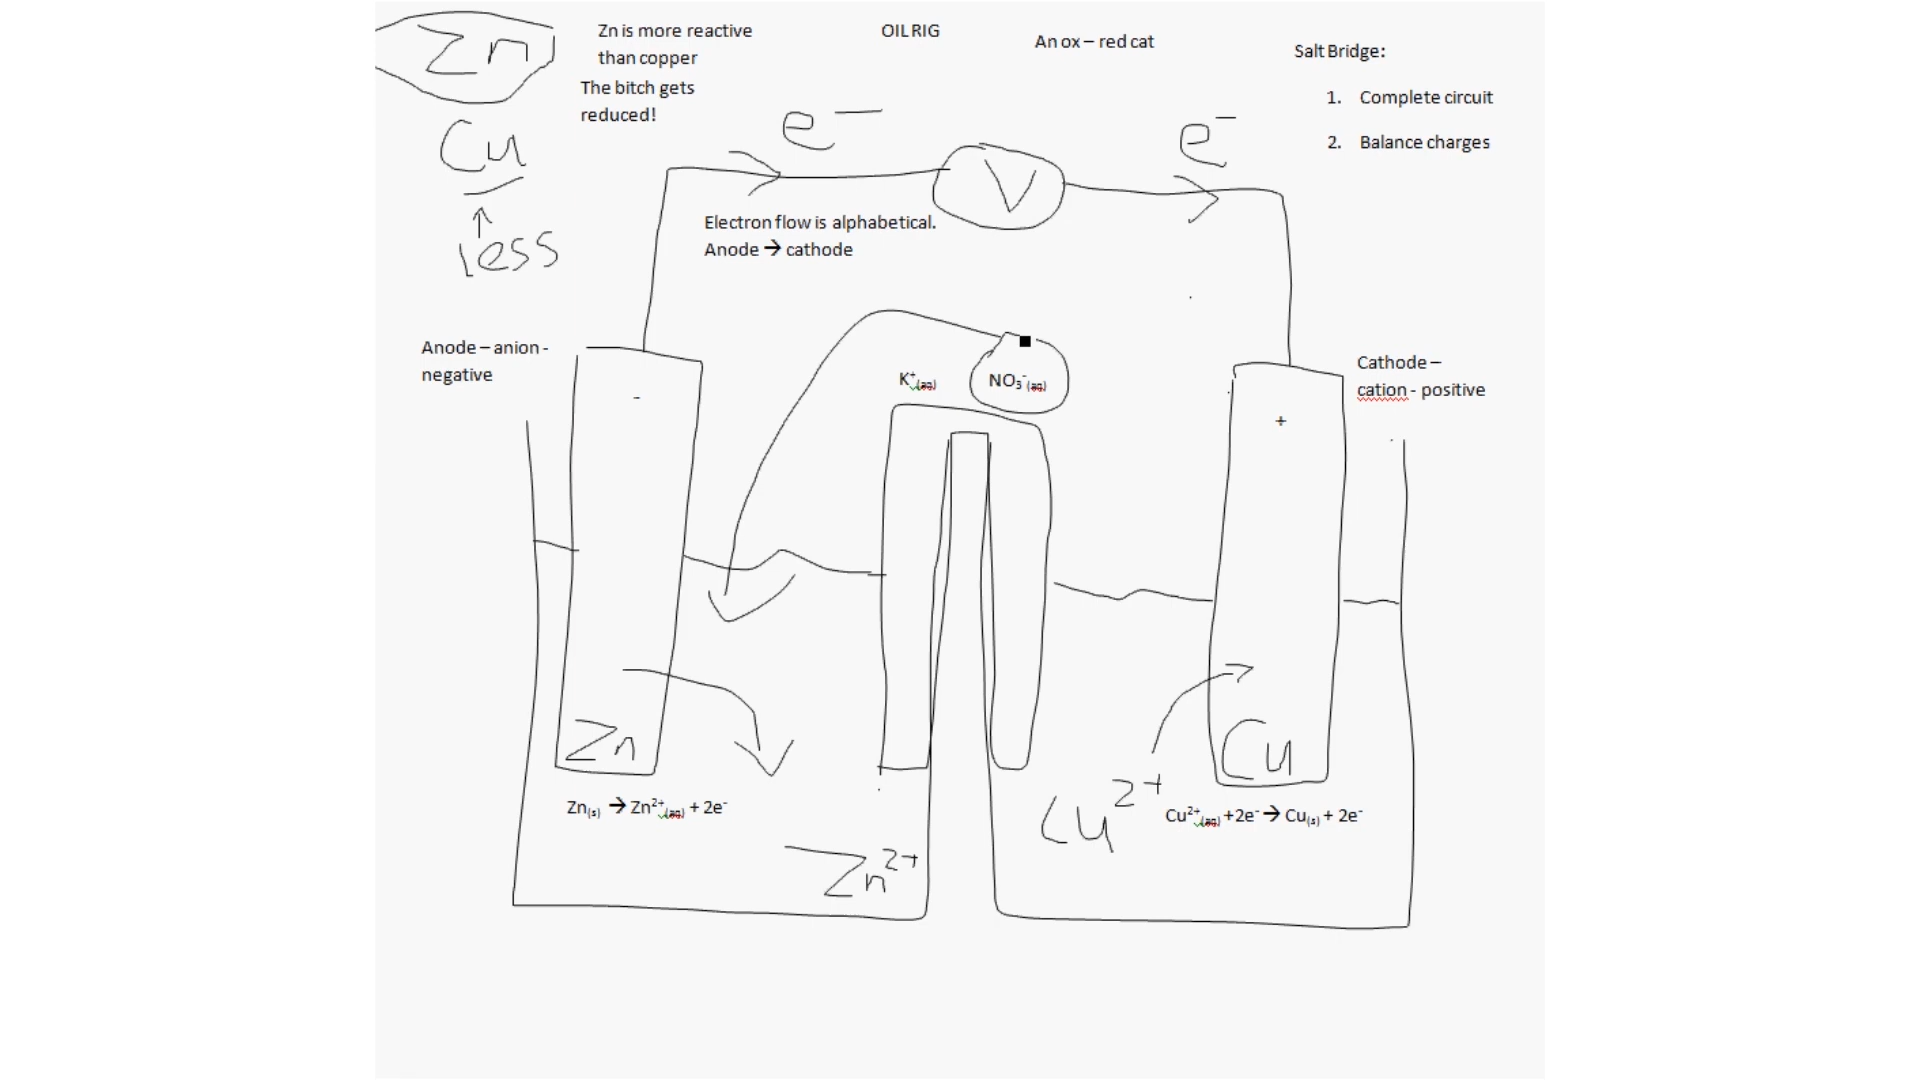 Zn
Zn is more reactive
than copper
The bitch gets
reduced!
OILRIG
An ox – red cat
Salt Bridge:
1. Complete circuit
2. Balance charges
Cu
↑
less
e⁻
V
e⁻
Electron flow is alphabetical.
Anode → cathode
Anode – anion -
negative
-
K⁺(aq)
NO₃⁻(aq)
Cathode –
cation - positive
+
Zn
Cu
Zn(s) → Zn²⁺(aq) + 2e⁻
Cu²⁺
Cu²⁺(aq) +2e⁻ → Cu(s) + 2e⁻
Zn²⁺